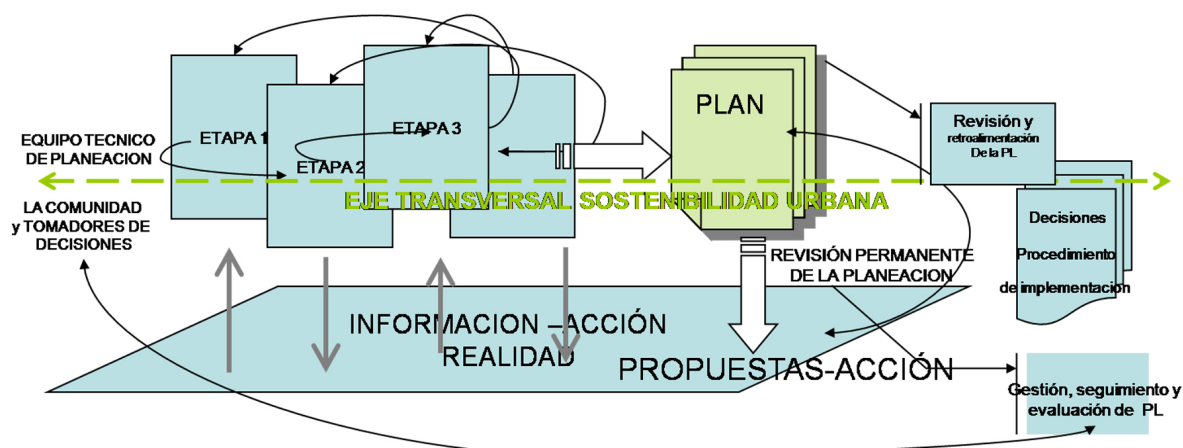 ETAPA 1
ETAPA 2
ETAPA 3
EQUIPO TECNICO
DE PLANEACION
LA COMUNIDAD
y TOMADORES DE
DECISIONES
EJE TRANSVERSAL SOSTENIBILIDAD URBANA
PLAN
Revisión y
retroalimentación
De la PL
Decisiones
Procedimiento
de implementación
REVISIÓN PERMANENTE
DE LA PLANEACION
INFORMACION –ACCIÓN
REALIDAD
PROPUESTAS-ACCIÓN
Gestión, seguimiento y
evaluación de PL